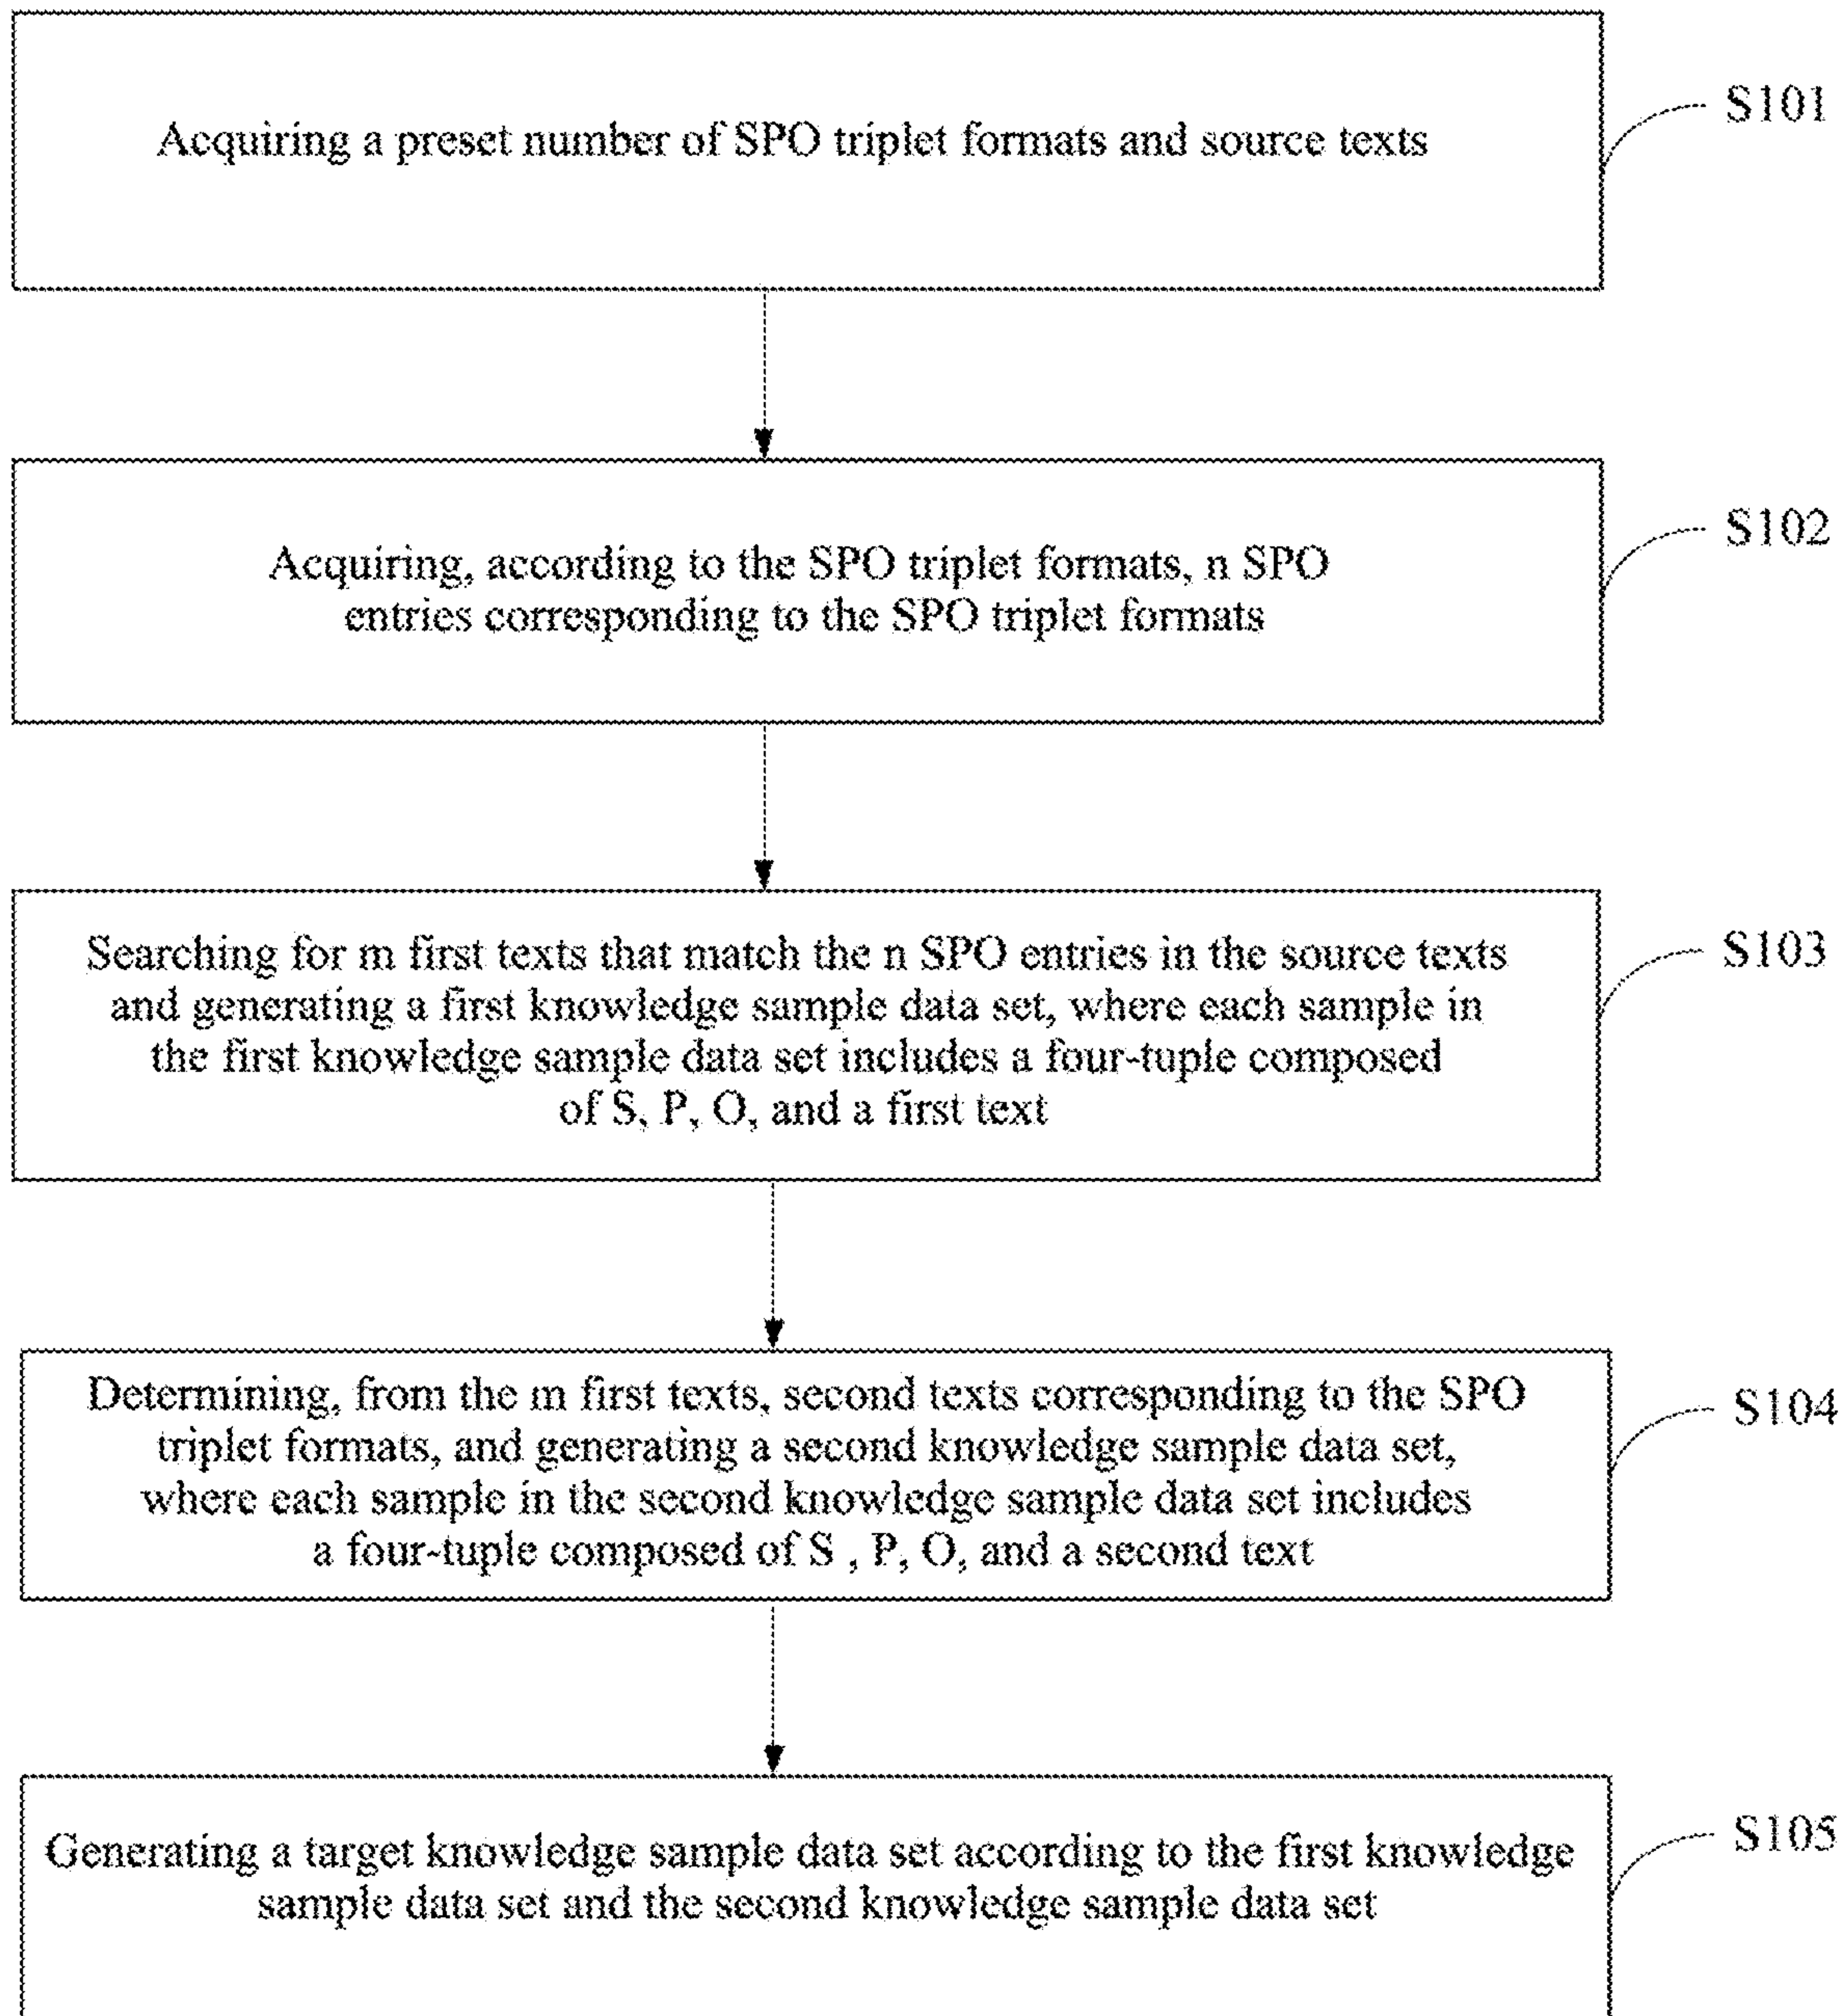 Acquiring a preset number of SPO triplet formats and source texts
S101
Acquiring, according to the SPO triplet formats, n SPO
entries corresponding to the SPO triplet formats
S102
Searching for m first texts that match the n SPO entries in the source texts
and generating a first knowledge sample data set, where each sample in
the first knowledge sample data set includes a four-tuple composed
of S, P, O, and a first text
S103
Determining, from the m first texts, second texts corresponding to the SPO
triplet formats, and generating a second knowledge sample data set,
where each sample in the second knowledge sample data set includes
a four-tuple composed of S , P, O, and a second text
S104
Generating a target knowledge sample data set according to the first knowledge
sample data set and the second knowledge sample data set
S105